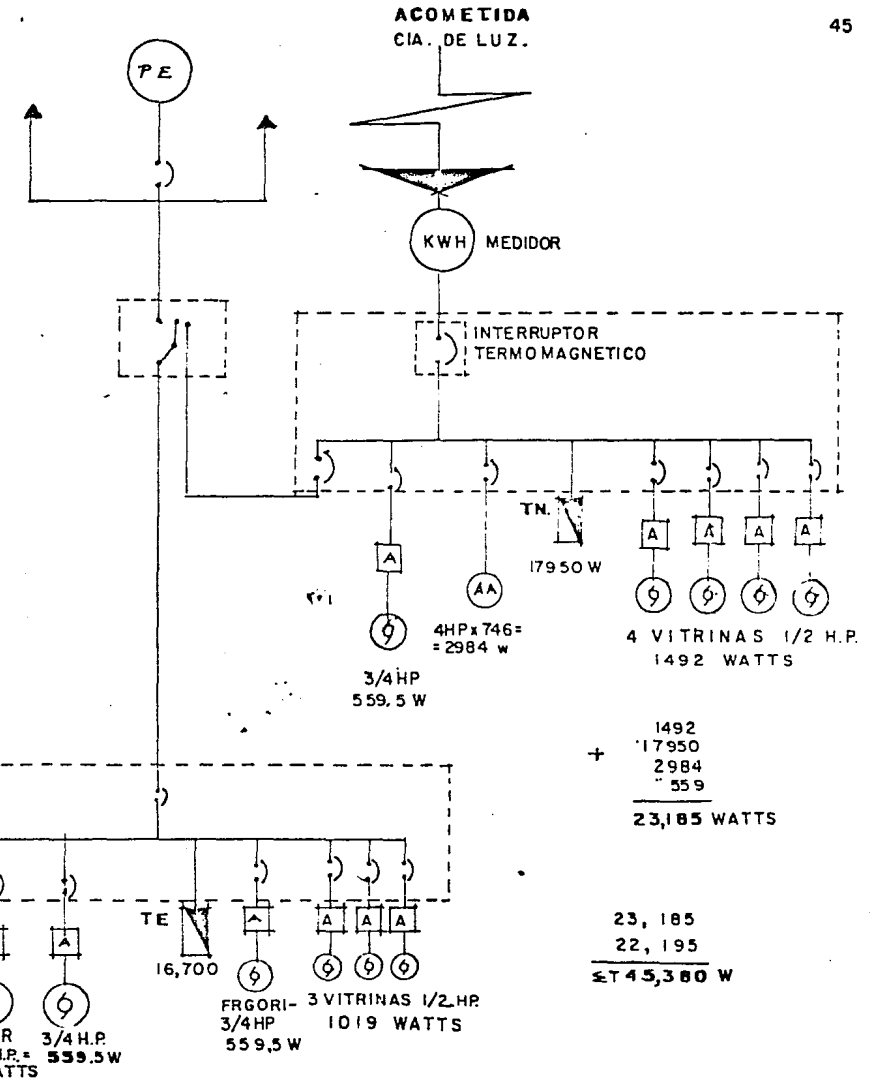 45
ACOMETIDA
CIA. DE LUZ.
PE
KWH MEDIDOR
INTERRUPTOR
TERMOMAGNETICO
TN.
17950 W
A
A
A
A
A
AA
3/4 HP
559.5 W
4HP x 746=
=2984 w
4 VITRINAS 1/2 H.P.
1492 WATTS
1492
+ 17950
2984
559
23,185 WATTS
TE
16,700
A
A
A
A
A
FRGORI-
3/4HP
559,5 W
3 VITRINAS 1/2 HP.
1019 WATTS
R
H.P. =
ATTS
3/4 H.P.
559.5W
23, 185
22, 195
ΣT 45,380 W